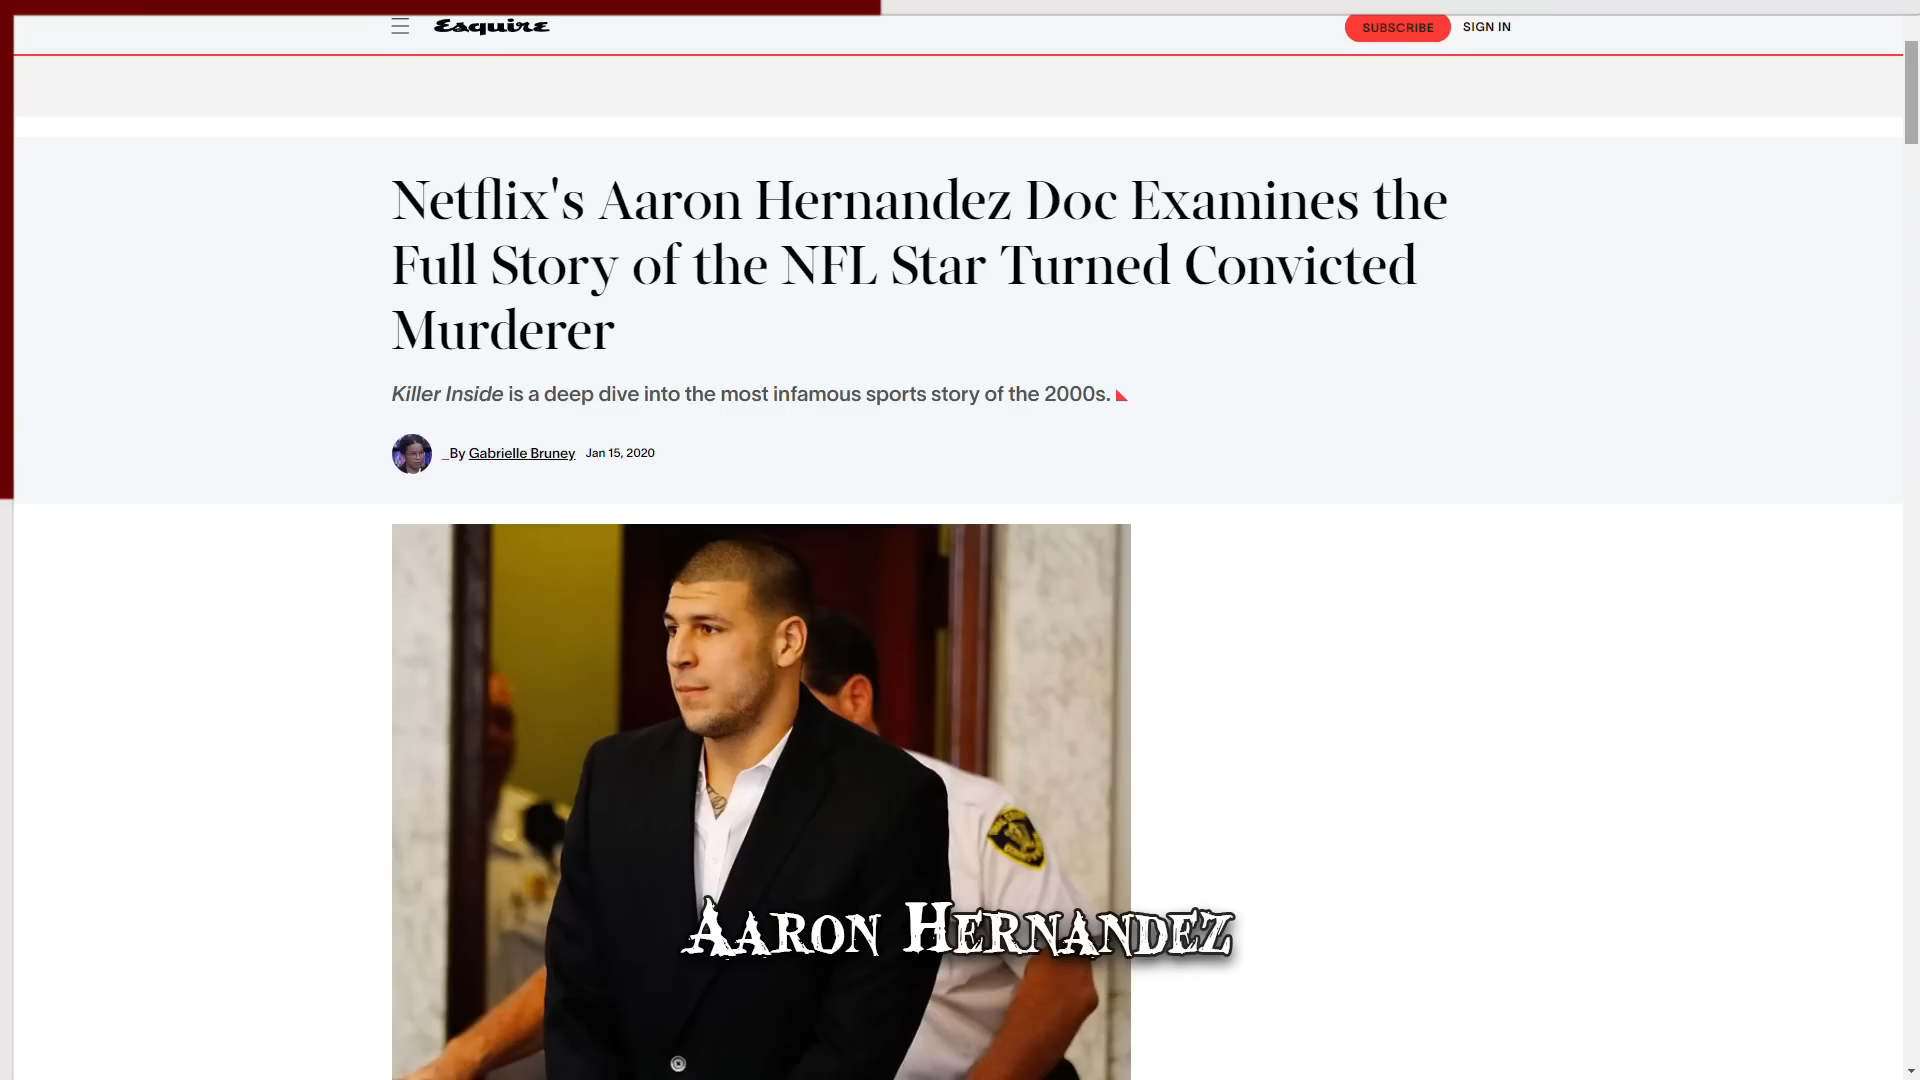 Esquire
SUBSCRIBE
SIGN IN
Netflix's Aaron Hernandez Doc Examines the
Full Story of the NFL Star Turned Convicted
Murderer
Killer Inside is a deep dive into the most infamous sports story of the 2000s.
_By Gabrielle Bruney Jan 15, 2020
Aaron Hernandez